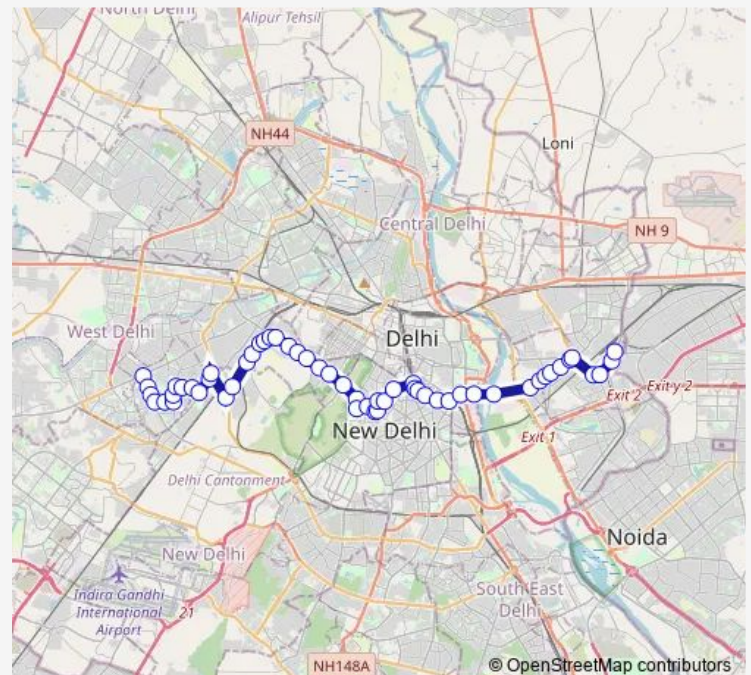 North Delhi
Alipur Tehsil
NH44
Loni
Central Delhi
NH 9
West Delhi
Delhi
Exit 2
Exit-y 2
New Delhi
Exit 1
Delhi Cantonment
New Delhi
Noida
Indira Gandhi
International
Airport
21
South East
Delhi
NH148A
© OpenStreetMap contributors